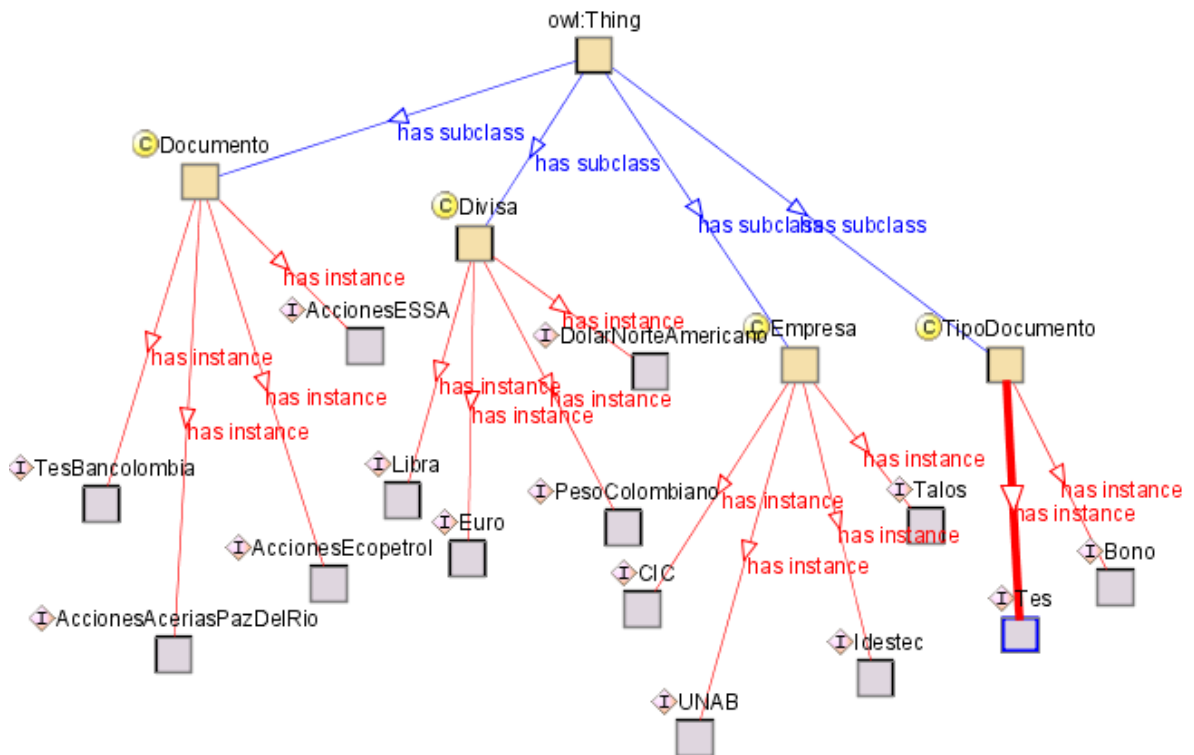 owl:Thing
has subclass
C Documento
has subclass
C Divisa
has subclass
has subclass
has instance
I AccionesESSA
has instance
C Empresa
C TipoDocumento
I DolarNorteAmericano
has instance
has instance
has instance
has instance
has instance
has instance
I TesBancolombia
I Libra
has instance
I PesoColombiano
has instance
I Talos
has instance
I Euro
has instance
has instance
has instance
I AccionesEcopetrol
I Bono
has instance
I CIC
I Tes
I AccionesAceriasPazDelRio
I Idestec
I UNAB